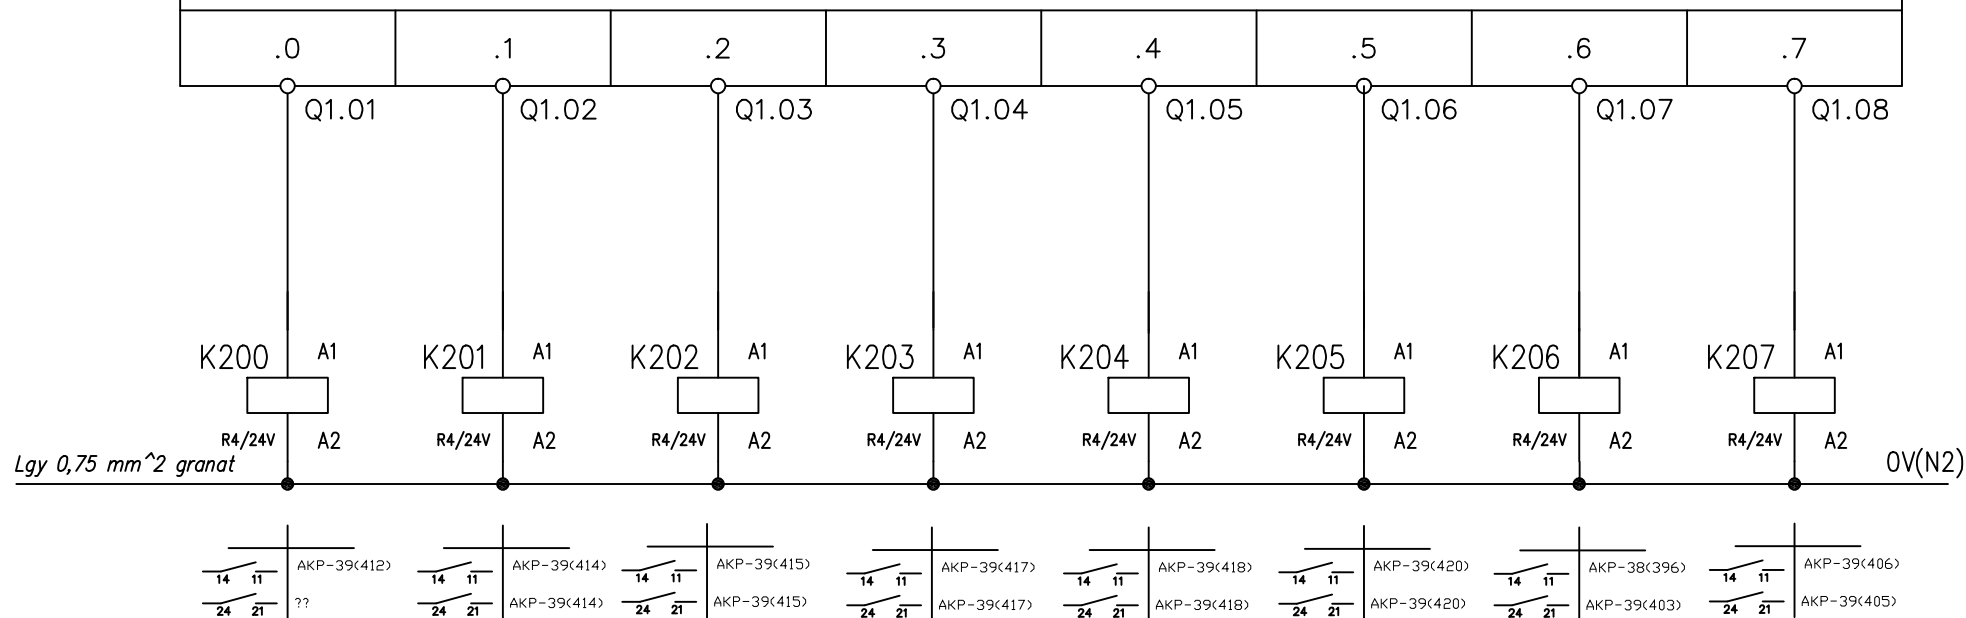 .0 .1 .2 .3 .4 .5 .6 .7
Q1.01 Q1.02 Q1.03 Q1.04 Q1.05 Q1.06 Q1.07 Q1.08
K200 A1 K201 A1 K202 A1 K203 A1 K204 A1 K205 A1 K206 A1 K207 A1
R4/24V A2 R4/24V A2 R4/24V A2 R4/24V A2 R4/24V A2 R4/24V A2 R4/24V A2 R4/24V A2
Lgy 0,75 mm^2 granat 0V(N2)
14 11 AKP-39(412) 14 11 AKP-39(414) 14 11 AKP-39(415) 14 11 AKP-39(417) 14 11 AKP-39(418) 14 11 AKP-39(420) 14 11 AKP-38(396) 14 11 AKP-39(406)
24 21 ?? 24 21 AKP-39(414) 24 21 AKP-39(415) 24 21 AKP-39(417) 24 21 AKP-39(418) 24 21 AKP-39(420) 24 21 AKP-39(403) 24 21 AKP-39(405)